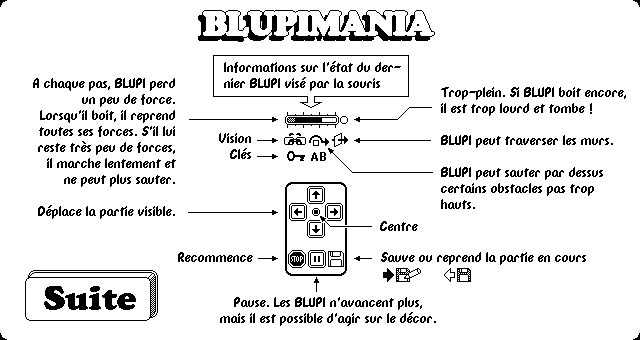 BLUPIMANIA
Informations sur l'état du der-
nier BLUPI visé par la souris
A chaque pas, BLUPI perd
un peu de force.
Lorsqu'il boit, il reprend
toutes ses forces. S'il lui
reste très peu de forces,
il marche lentement et
ne peut plus sauter.
Trop-plein. Si BLUPI boit encore,
il est trop lourd et tombe !
Vision
BLUPI peut traverser les murs.
Clés
AB
BLUPI peut sauter par dessus
certains obstacles pas trop
hauts.
Déplace la partie visible.
Centre
Recommence
STOP
Sauve ou reprend la partie en cours
Suite
Pause. Les BLUPI n'avancent plus,
mais il est possible d'agir sur le décor.